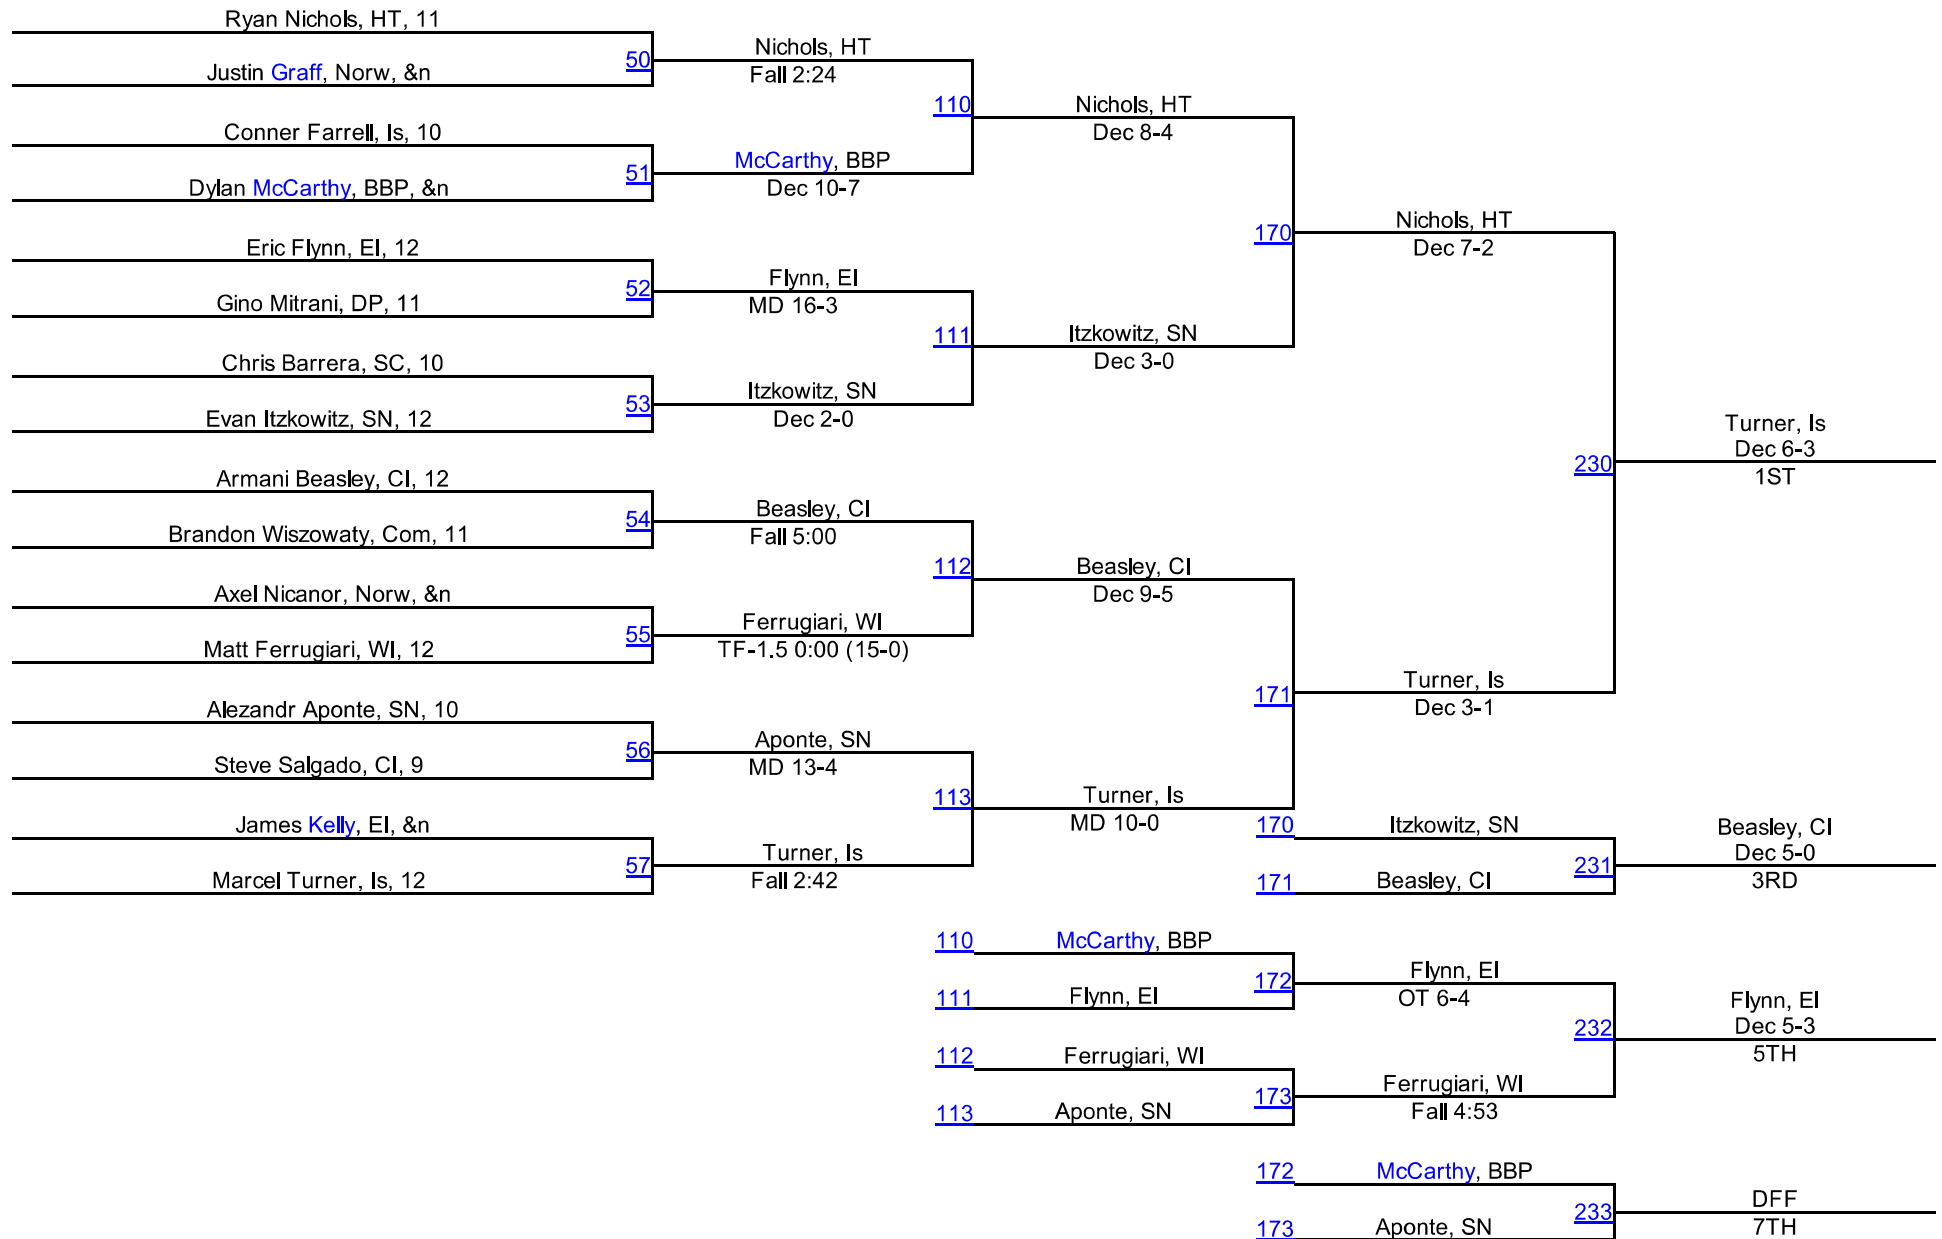 Ryan Nichols, HT, 11
50
Justin Graff, Norw, &n
Nichols, HT
Fall 2:24
110
Conner Farrell, Is, 10
51
Dylan McCarthy, BBP, &n
McCarthy, BBP
Dec 10-7
Nichols, HT
Dec 8-4
170
Eric Flynn, EI, 12
52
Gino Mitrani, DP, 11
Flynn, EI
MD 16-3
111
Chris Barrera, SC, 10
53
Evan Itzkowitz, SN, 12
Itzkowitz, SN
Dec 2-0
Itzkowitz, SN
Dec 3-0
Nichols, HT
Dec 7-2
230
Armani Beasley, CI, 12
54
Brandon Wiszowaty, Com, 11
Beasley, CI
Fall 5:00
112
Axel Nicanor, Norw, &n
55
Matt Ferrugiari, WI, 12
Ferrugiari, WI
TF-1.5 0:00 (15-0)
Beasley, CI
Dec 9-5
171
Alezandr Aponte, SN, 10
56
Steve Salgado, CI, 9
Aponte, SN
MD 13-4
113
James Kelly, EI, &n
57
Marcel Turner, Is, 12
Turner, Is
Fall 2:42
Turner, Is
MD 10-0
Turner, Is
Dec 3-1
Turner, Is
Dec 6-3
1ST
170
Itzkowitz, SN
231
171
Beasley, CI
Beasley, CI
Dec 5-0
3RD
110
McCarthy, BBP
172
111
Flynn, EI
Flynn, EI
OT 6-4
232
112
Ferrugiari, WI
173
113
Aponte, SN
Ferrugiari, WI
Fall 4:53
Flynn, EI
Dec 5-3
5TH
172
McCarthy, BBP
233
173
Aponte, SN
DFF
7TH